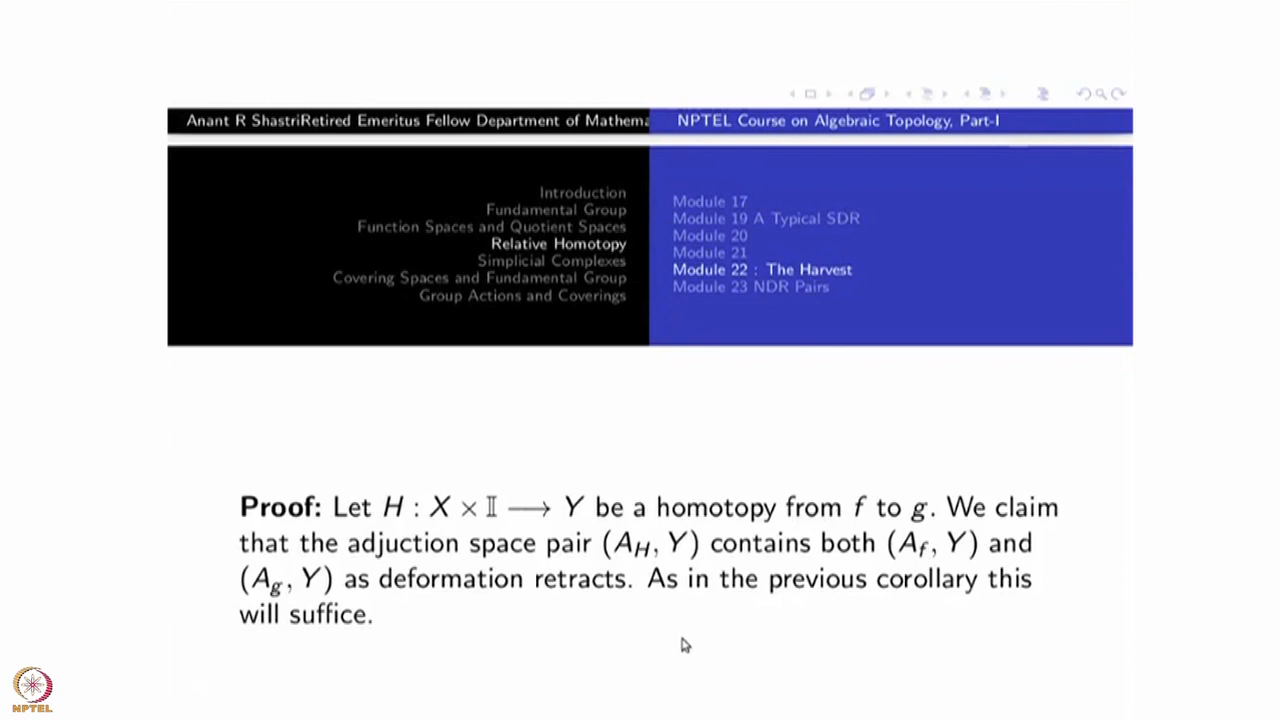 Anant R ShastriRetired Emeritus Fellow Department of Mathema
NPTEL Course on Algebraic Topology, Part-I
Introduction
Fundamental Group
Function Spaces and Quotient Spaces
Relative Homotopy
Simplicial Complexes
Covering Spaces and Fundamental Group
Group Actions and Coverings
Module 17
Module 19 A Typical SDR
Module 20
Module 21
Module 22 : The Harvest
Module 23 NDR Pairs
Proof: Let H : X × 𝕀 ⟶ Y be a homotopy from f to g. We claim
that the adjuction space pair (A_H, Y) contains both (A_f, Y) and
(A_g, Y) as deformation retracts. As in the previous corollary this
will suffice.
NPTEL